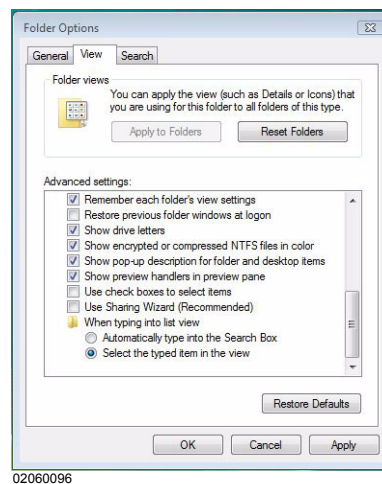 Folder Options
General View Search
Folder views
You can apply the view (such as Details or Icons) that
you are using for this folder to all folders of this type.
Apply to Folders Reset Folders
Advanced settings:
Remember each folder's view settings
Restore previous folder windows at logon
Show drive letters
Show encrypted or compressed NTFS files in color
Show pop-up description for folder and desktop items
Show preview handlers in preview pane
Use check boxes to select items
Use Sharing Wizard (Recommended)
When typing into list view
Automatically type into the Search Box
Select the typed item in the view
Restore Defaults
OK Cancel Apply
02060096